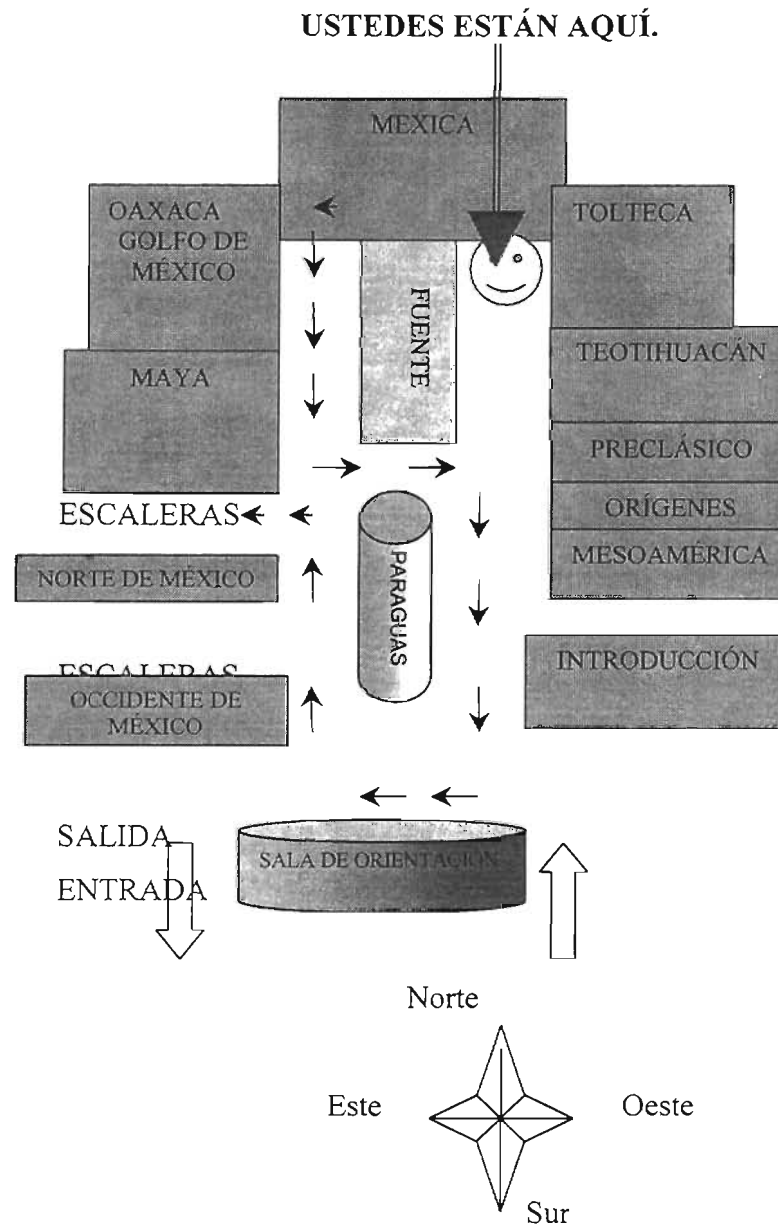 USTEDES ESTÁN AQUÍ.
MEXICA
OAXACA
GOLFO DE
MÉXICO
TOLTECA
FUENTE
TEOTIHUACÁN
MAYA
PRECLÁSICO
ESCALERAS
ORÍGENES
PARAGUAS
MESOAMÉRICA
NORTE DE MÉXICO
ESCALERAS
INTRODUCCIÓN
OCCIDENTE DE
MÉXICO
SALIDA
SALA DE ORIENTACIÓN
ENTRADA
Norte
Este
Oeste
Sur